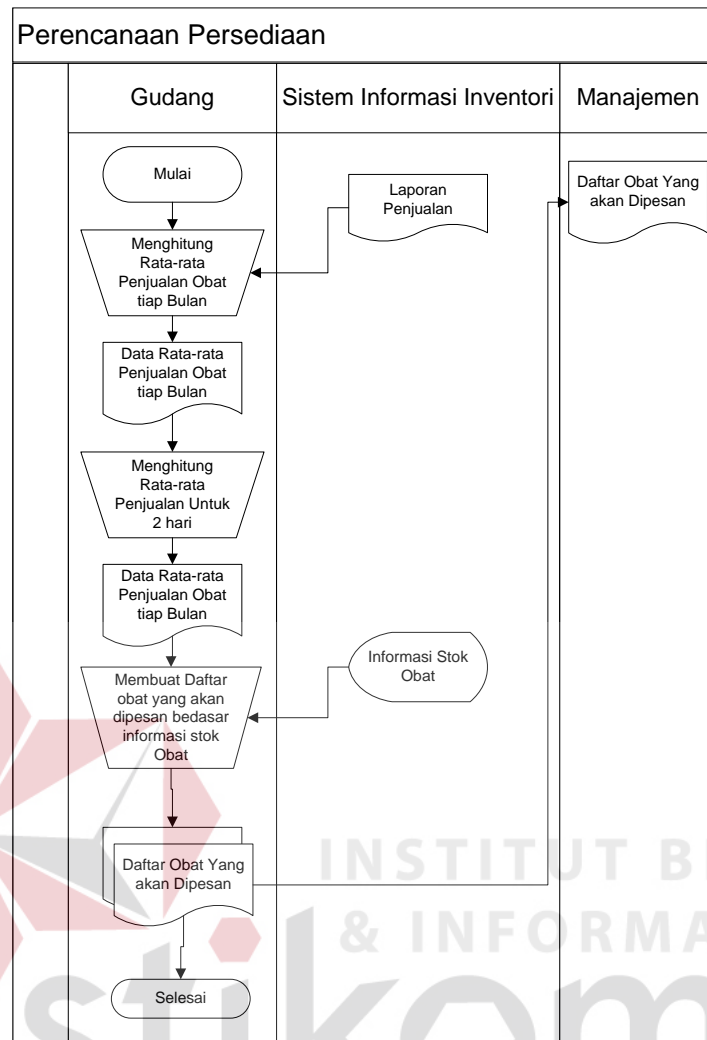 Perencanaan Persediaan
Gudang
Sistem Informasi Inventori
Manajemen
Mulai
Laporan
Penjualan
Daftar Obat Yang
akan Dipesan
Menghitung
Rata-rata
Penjualan Obat
tiap Bulan
Data Rata-rata
Penjualan Obat
tiap Bulan
Menghitung
Rata-rata
Penjualan Untuk
2 hari
Data Rata-rata
Penjualan Obat
tiap Bulan
Informasi Stok
Obat
Membuat Daftar
obat yang akan
dipesan bedasar
informasi stok
Obat
Daftar Obat Yang
akan Dipesan
Selesai
INSTITUT
& INFORMA
stikom